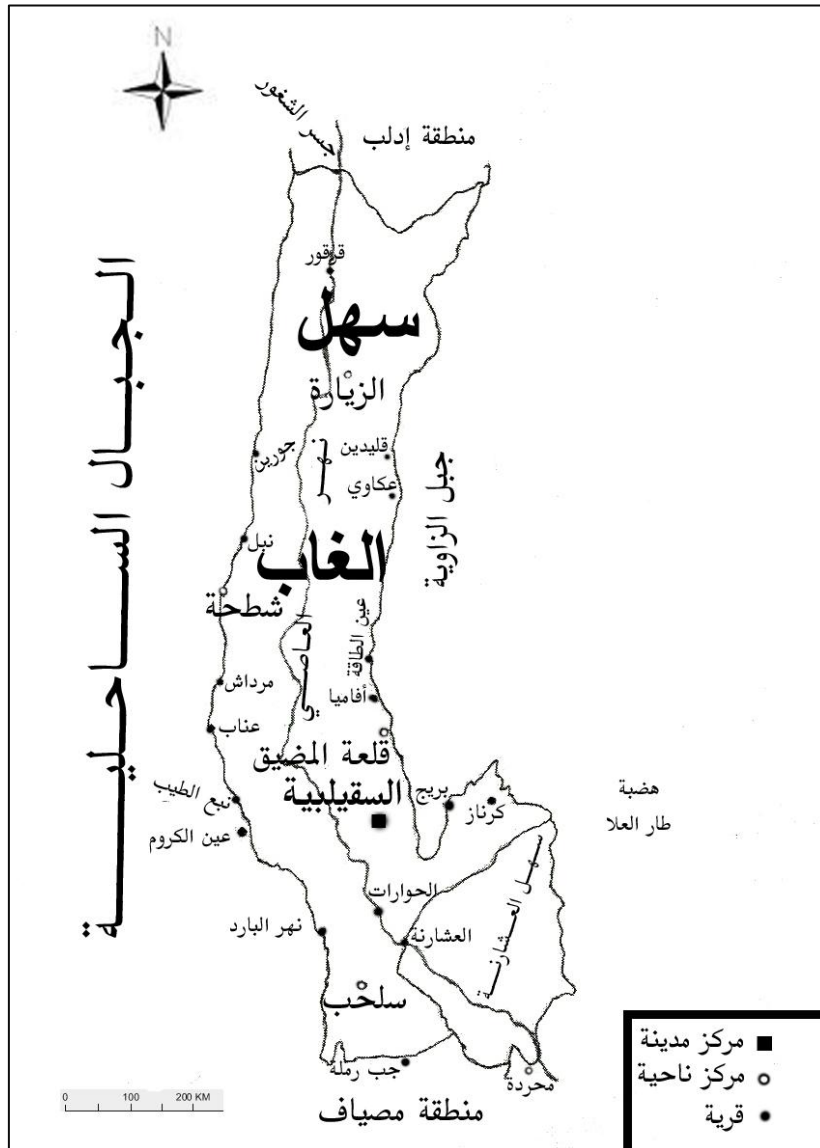 N
جسر الشغور
منطقة إدلب
قرقور
سهل
الزيارة
قليدين
جورين
نهر
عكاوي
جبل الزاوية
الجبال الساحلية
نبل
الغاب
شطحة
العاصي
عين الطاقة
مرداش
أفاميا
عناب
قلعة المضيق
السقيلبية
بريج
كرناز
هضبة
طار العلا
نبع الطيب
عين الكروم
الحوارات
نهر البارد
العشارنة
سهل العشارنة
سلحب
جب رملة
محردة
منطقة مصياف
مركز مدينة
مركز ناحية
قرية
0 100 200 KM